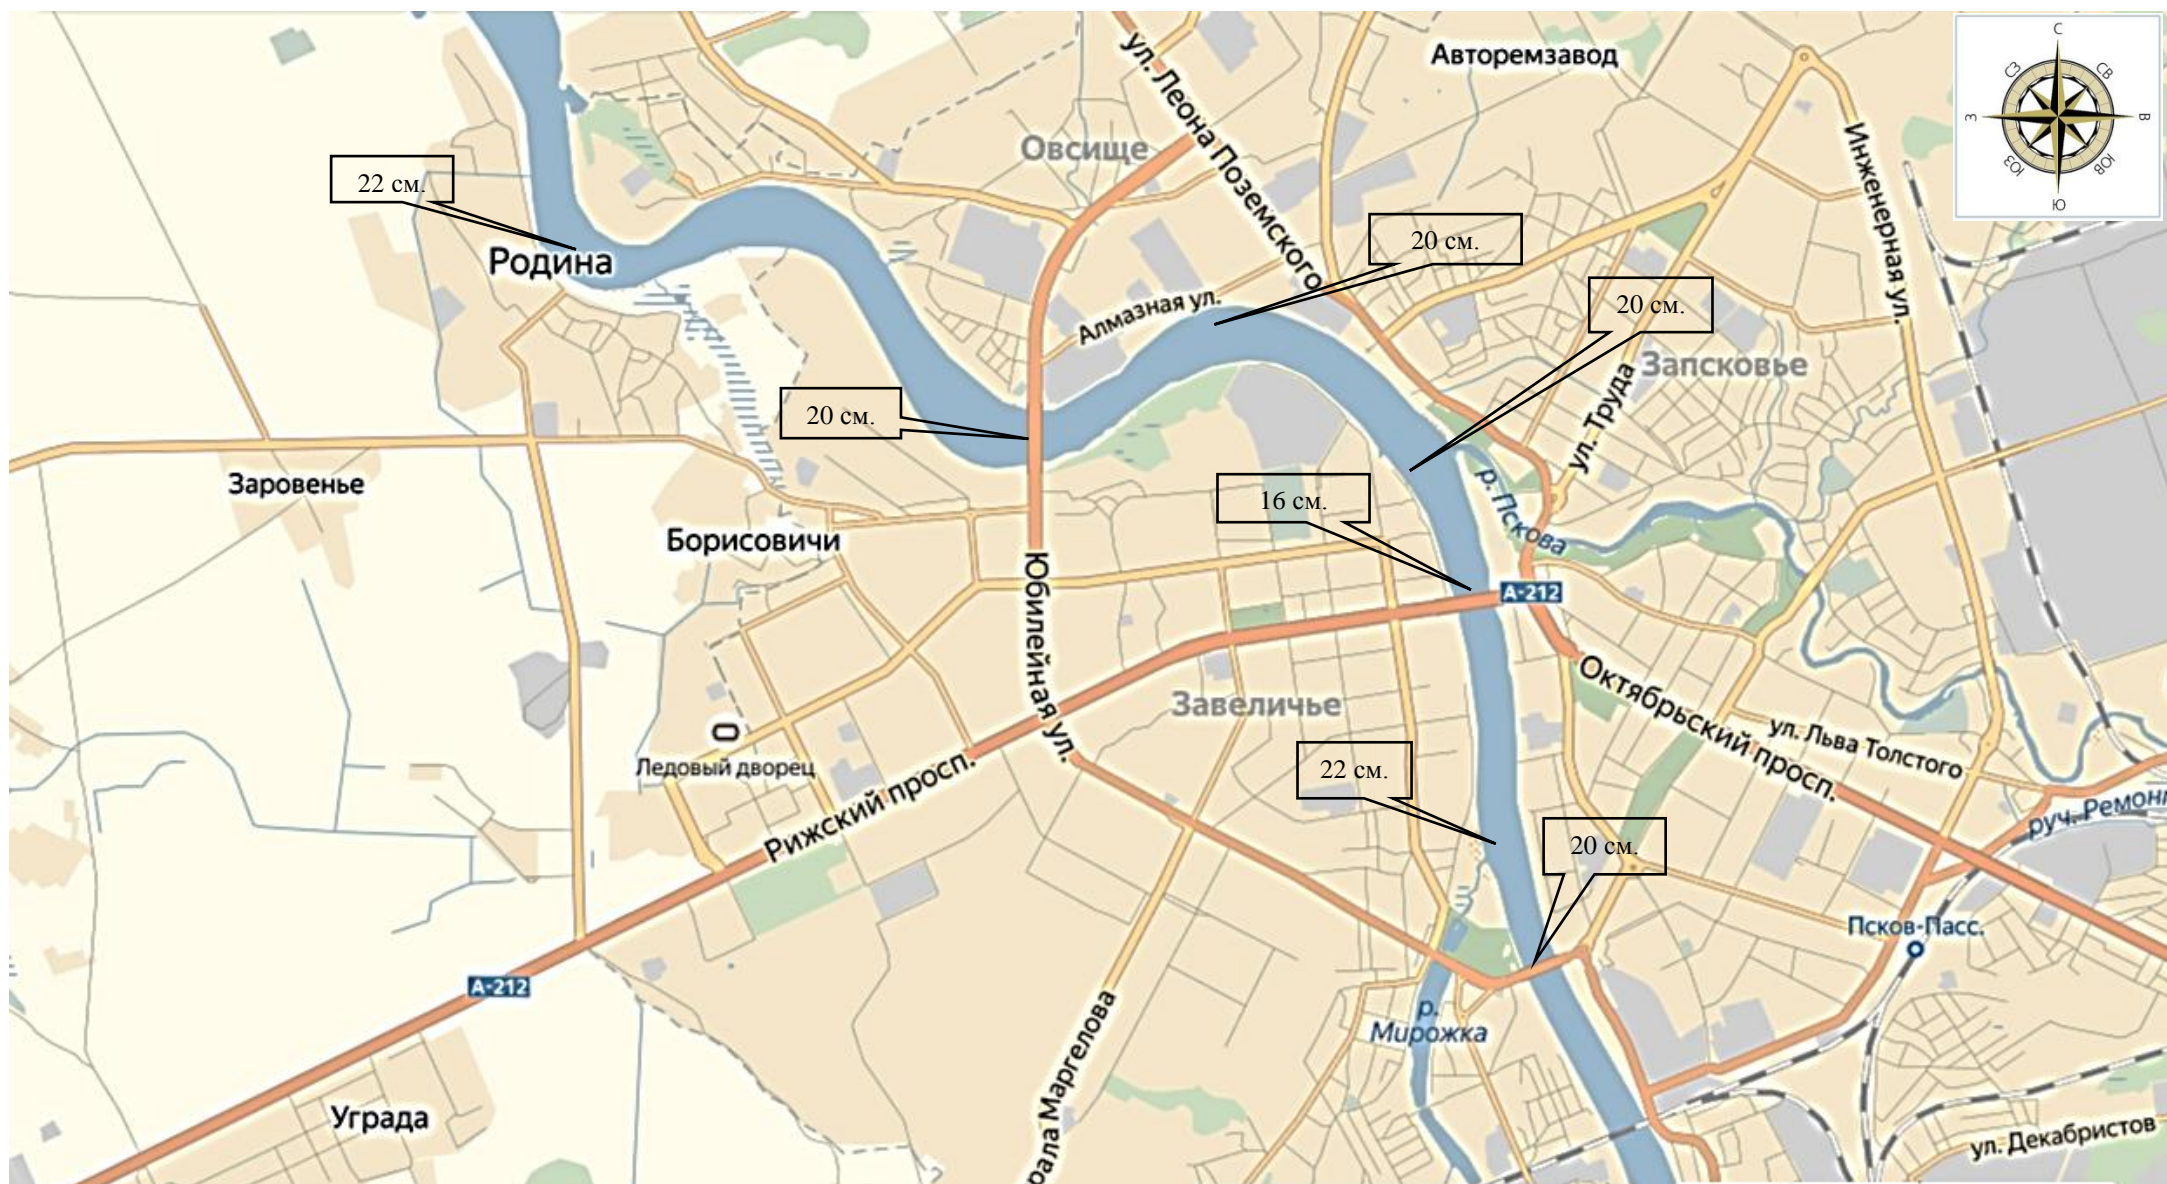 ул. Леона Поземского
Авторемзавод
С
СВ
В
ЮВ
Ю
ЮЗ
З
СЗ
Овсище
Инженерная ул.
22 см.
Родина
20 см.
20 см.
Алмазная ул.
Запсковье
ул. Труда
20 см.
Заровенье
р. Пскова
16 см.
Борисовичи
А-212
Юбилейная ул.
Октябрьский просп.
Завеличье
ул. Льва Толстого
Ледовый дворец
22 см.
Рижский просп.
руч.
20 см.
Псков-Пасс.
А-212
р.
Мирожка
Маргелова
Уграда
ул. Декабристов